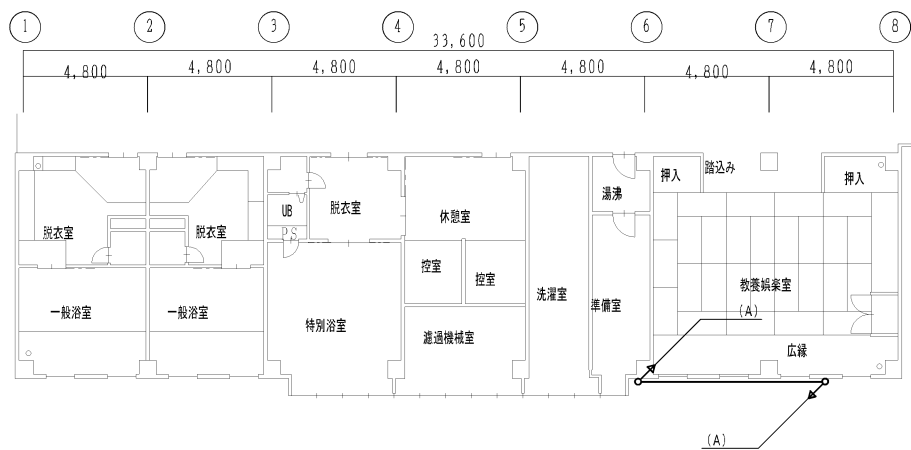 1 2 3 4 5 6 7 8
33,600
4,800 4,800 4,800 4,800 4,800 4,800 4,800
押入 踏込み 押入
湯沸
UB 脱衣室 休憩室
脱衣室 脱衣室 PS
控室 控室
洗濯室 準備室 教養娯楽室
一般浴室 一般浴室 (A)
特別浴室 濾過機械室
広縁
(A)